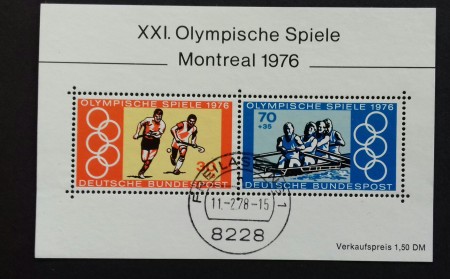 XXI. Olympische Spiele
Montreal 1976
OLYMPISCHE SPIELE 1976
DEUTSCHE BUNDESPOST
OLYMPISCHE SPIELE 1976
70
+35
DEUTSCHE BUNDESPOST
11.-2.78-15
8228
Verkaufspreis 1,50 DM